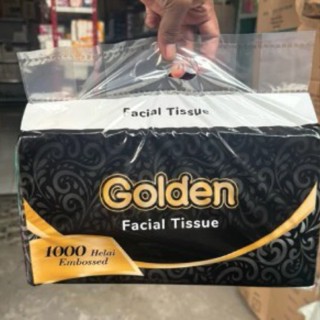 Facial Tissue
Golden
Facial Tissue
1000 Helai
Embossed